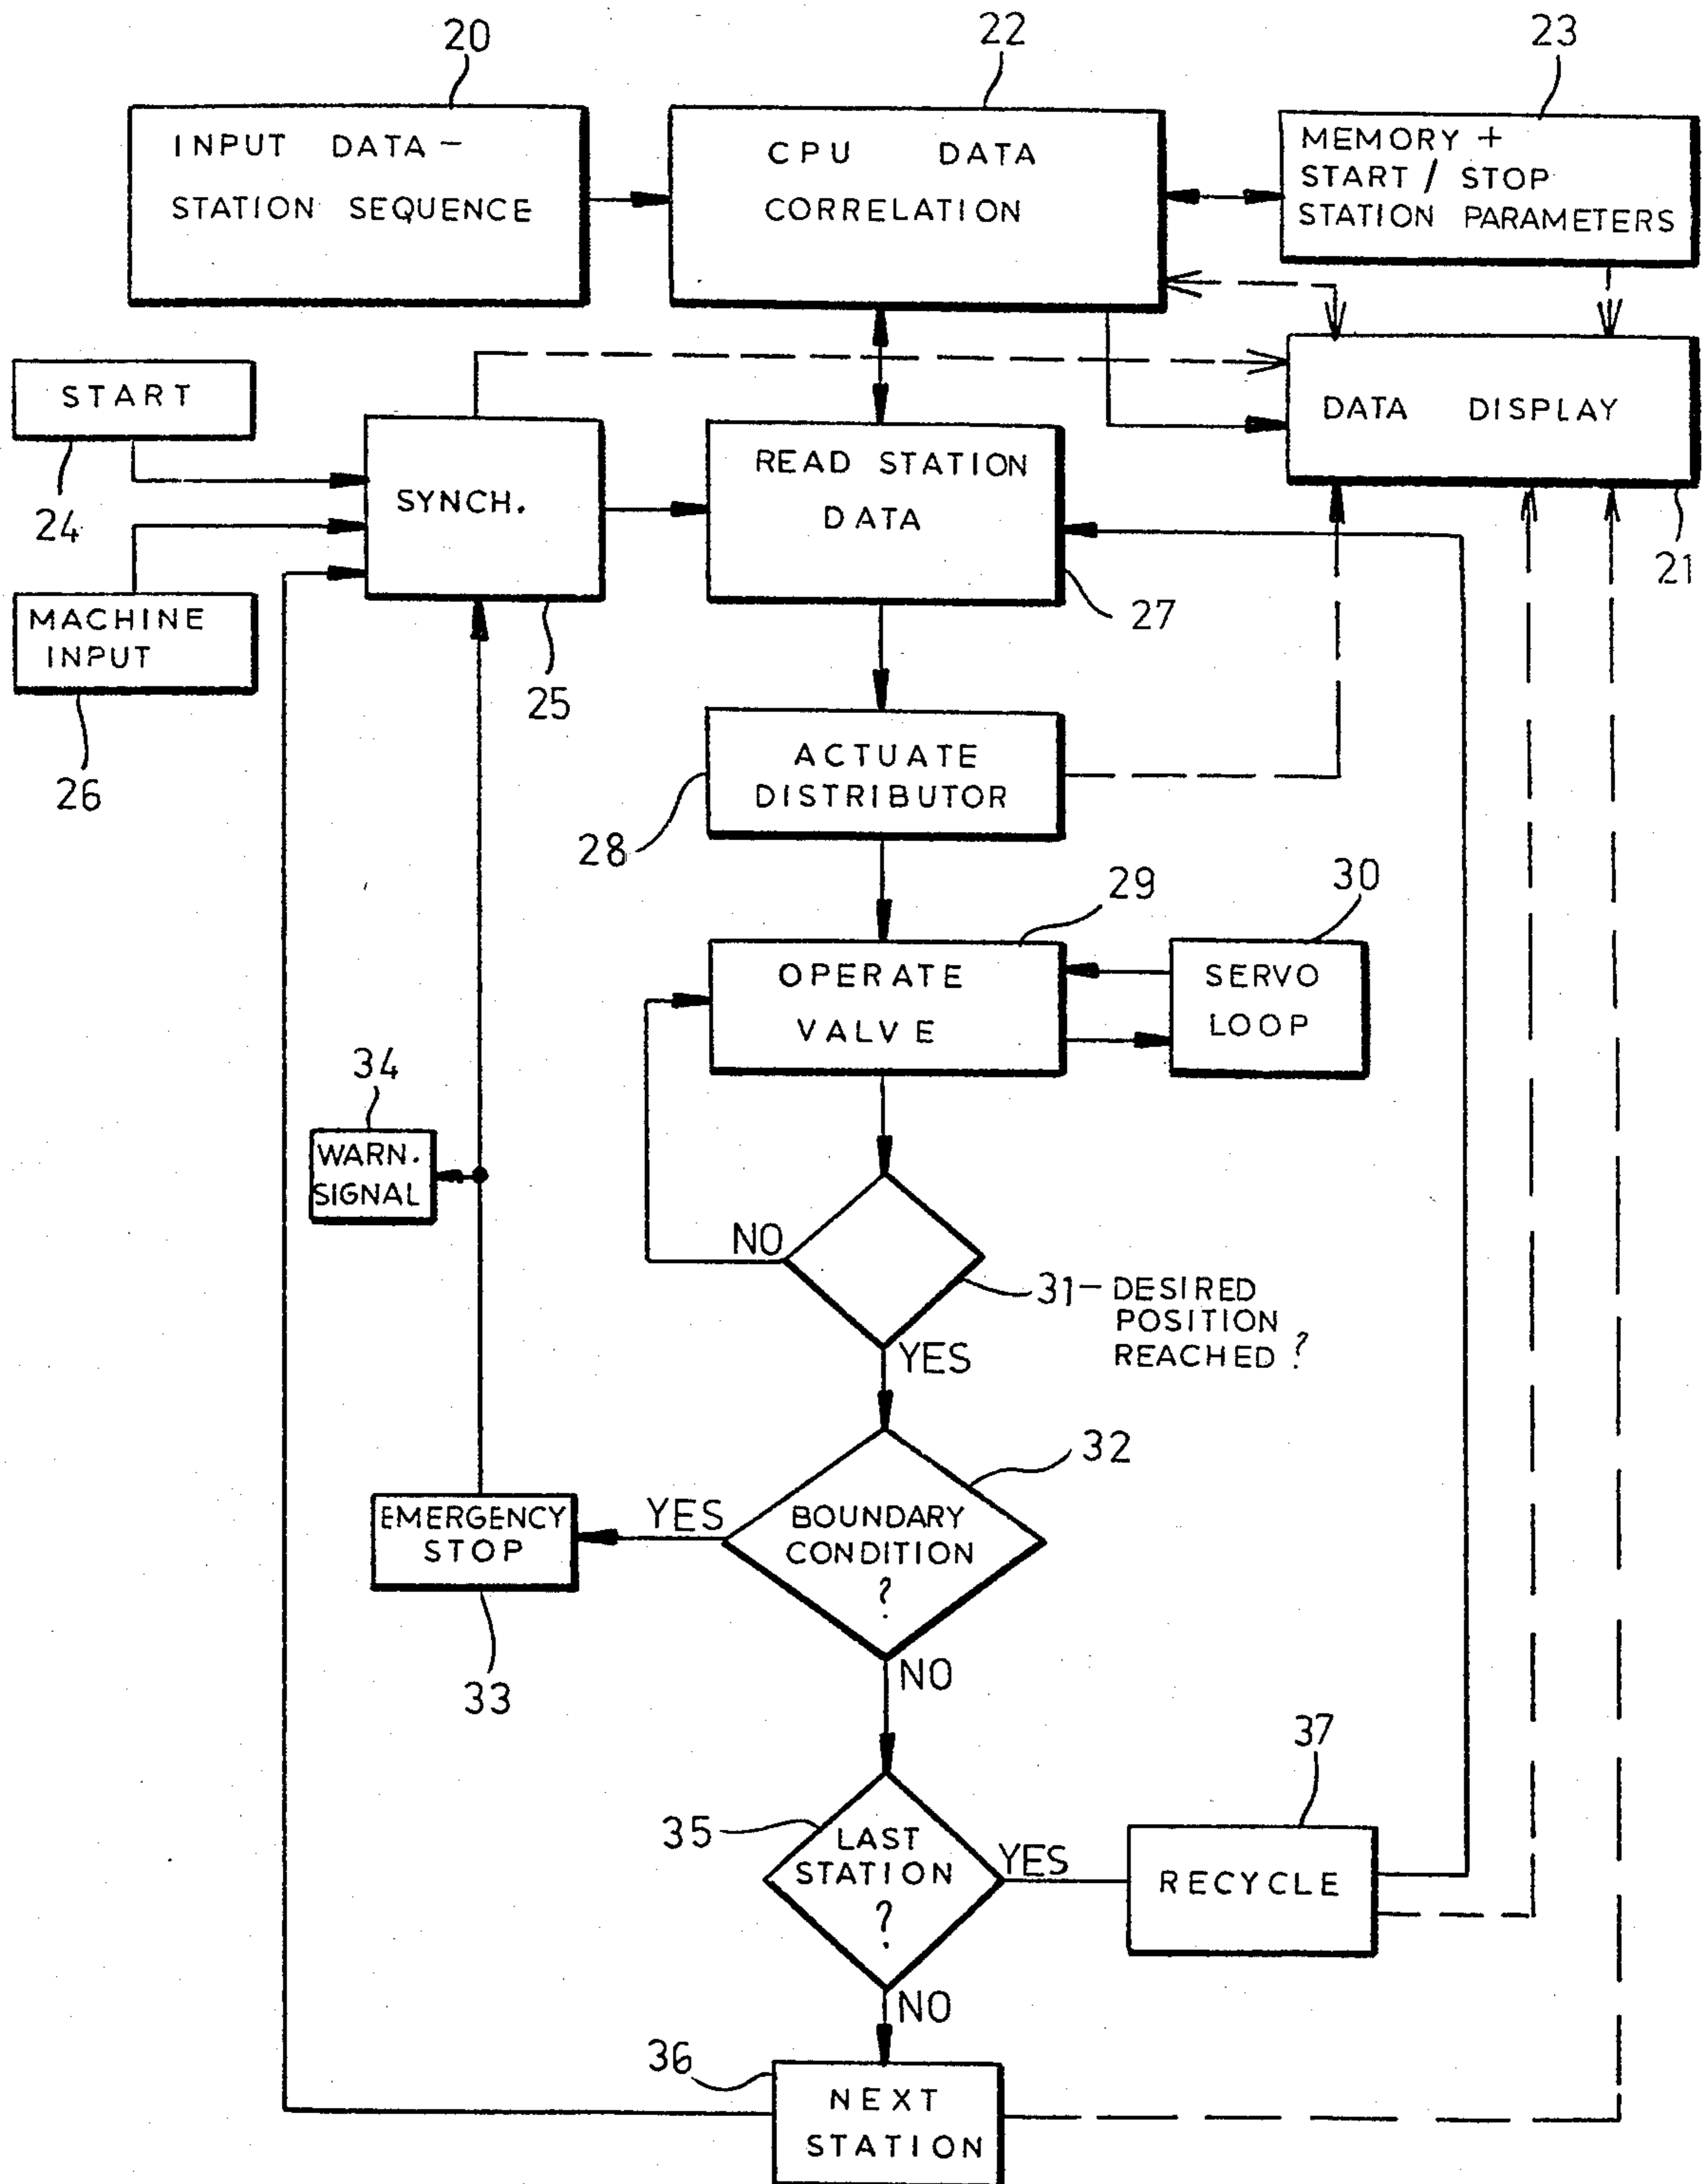 20
22
23
INPUT DATA-
STATION SEQUENCE
CPU DATA
CORRELATION
MEMORY +
START / STOP
STATION PARAMETERS
START
24
SYNCH.
25
READ STATION
DATA
27
DATA DISPLAY
21
MACHINE
INPUT
26
ACTUATE
DISTRIBUTOR
28
29
30
OPERATE
VALVE
SERVO
LOOP
34
WARN.
SIGNAL
NO
31- DESIRED
POSITION
REACHED ?
YES
32
EMERGENCY
STOP
33
YES
BOUNDARY
CONDITION
?
NO
37
35
LAST
STATION
?
YES
RECYCLE
NO
36
NEXT
STATION